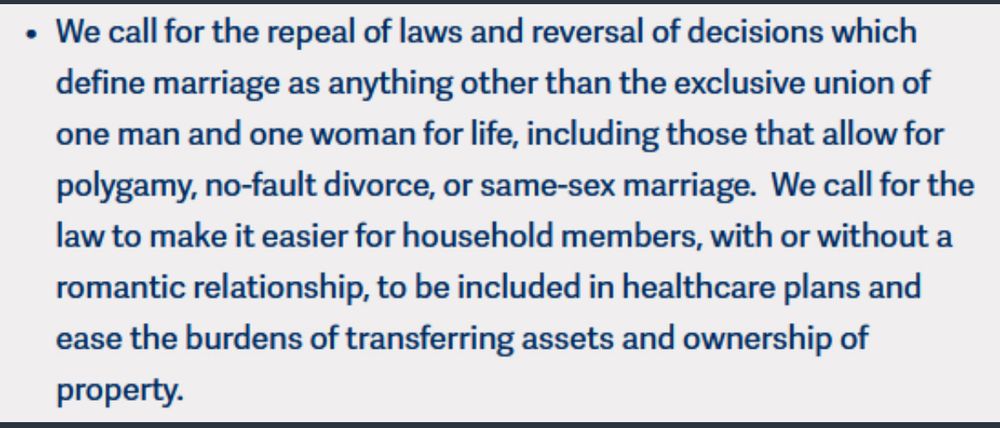 • We call for the repeal of laws and reversal of decisions which
define marriage as anything other than the exclusive union of
one man and one woman for life, including those that allow for
polygamy, no-fault divorce, or same-sex marriage.  We call for the
law to make it easier for household members, with or without a
romantic relationship, to be included in healthcare plans and
ease the burdens of transferring assets and ownership of
property.